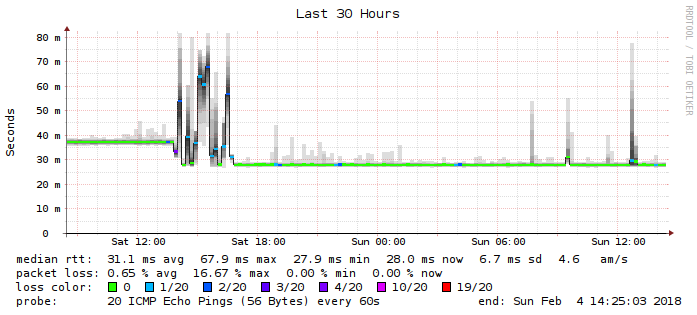 Last 30 Hours
RRDTOOL / TOBI OETIKER
Seconds
80 m
70 m
60 m
50 m
40 m
30 m
20 m
10 m
0
Sat 12:00 Sat 18:00 Sun 00:00 Sun 06:00 Sun 12:00
median rtt: 31.1 ms avg 67.9 ms max 27.9 ms min 28.0 ms now 6.7 ms sd 4.6 am/s
packet loss: 0.65 % avg 16.67 % max 0.00 % min 0.00 % now
loss color: 0 1/20 2/20 3/20 4/20 10/20 19/20
probe: 20 ICMP Echo Pings (56 Bytes) every 60s end: Sun Feb 4 14:25:03 2018